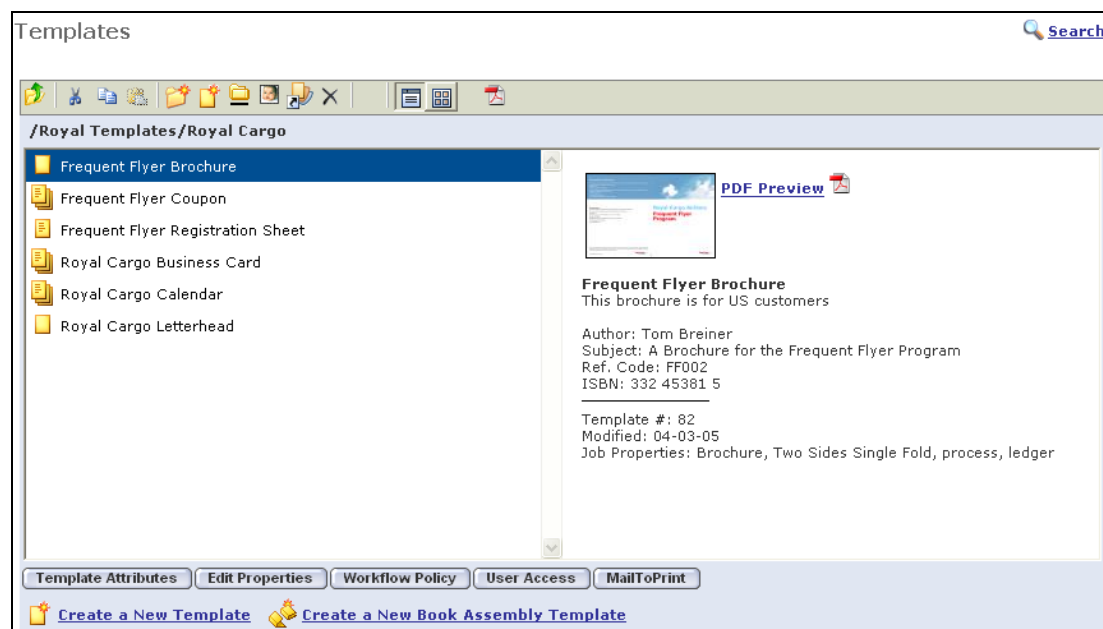 Templates
Search
/Royal Templates/Royal Cargo
Frequent Flyer Brochure
Frequent Flyer Coupon
Frequent Flyer Registration Sheet
Royal Cargo Business Card
Royal Cargo Calendar
Royal Cargo Letterhead
PDF Preview
Frequent Flyer Brochure
This brochure is for US customers
Author: Tom Breiner
Subject: A Brochure for the Frequent Flyer Program
Ref. Code: FF002
ISBN: 332 45381 5
Template #: 82
Modified: 04-03-05
Job Properties: Brochure, Two Sides Single Fold, process, ledger
Template Attributes
Edit Properties
Workflow Policy
User Access
MailToPrint
Create a New Template
Create a New Book Assembly Template